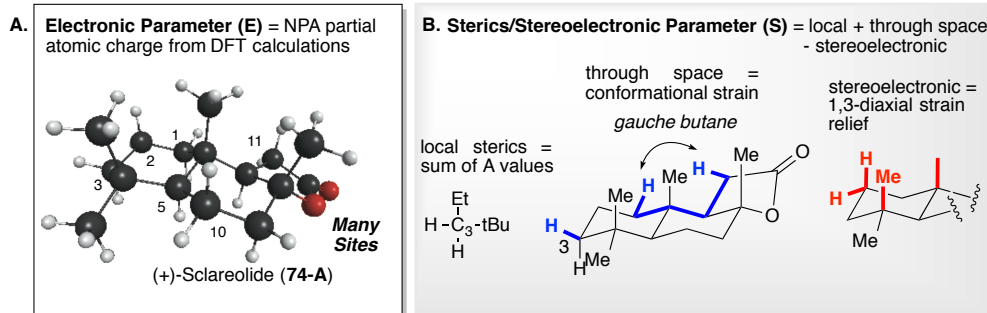 A. Electronic Parameter (E) = NPA partial
atomic charge from DFT calculations
1
11
2
3
5
10
Many
Sites
(+)-Sclareolide (74-A)
B. Sterics/Stereoelectronic Parameter (S) = local + through space
- stereoelectronic
through space =
conformational strain
gauche butane
stereoelectronic =
1,3-diaxial strain
relief
local sterics =
sum of A values
Et
H-C3-tBu
H
H
H
Me
Me
Me
H
3
H
Me
O
O
H
H
Me
Me